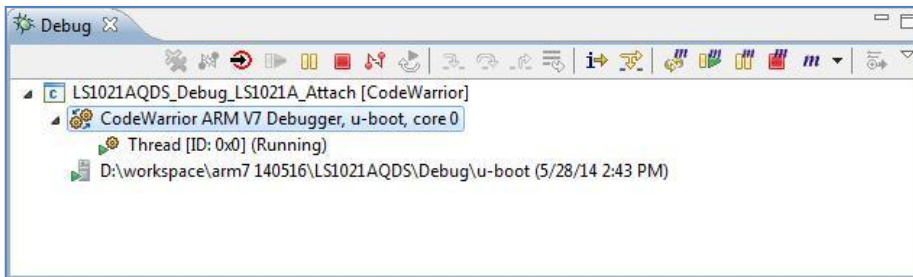 Debug
i m m m m m
LS1021AQDS_Debug_LS1021A_Attach [CodeWarrior]
CodeWarrior ARM V7 Debugger, u-boot, core 0
Thread [ID: 0x0] (Running)
D:\workspace\arm7 140516\LS1021AQDS\Debug\u-boot (5/28/14 2:43 PM)